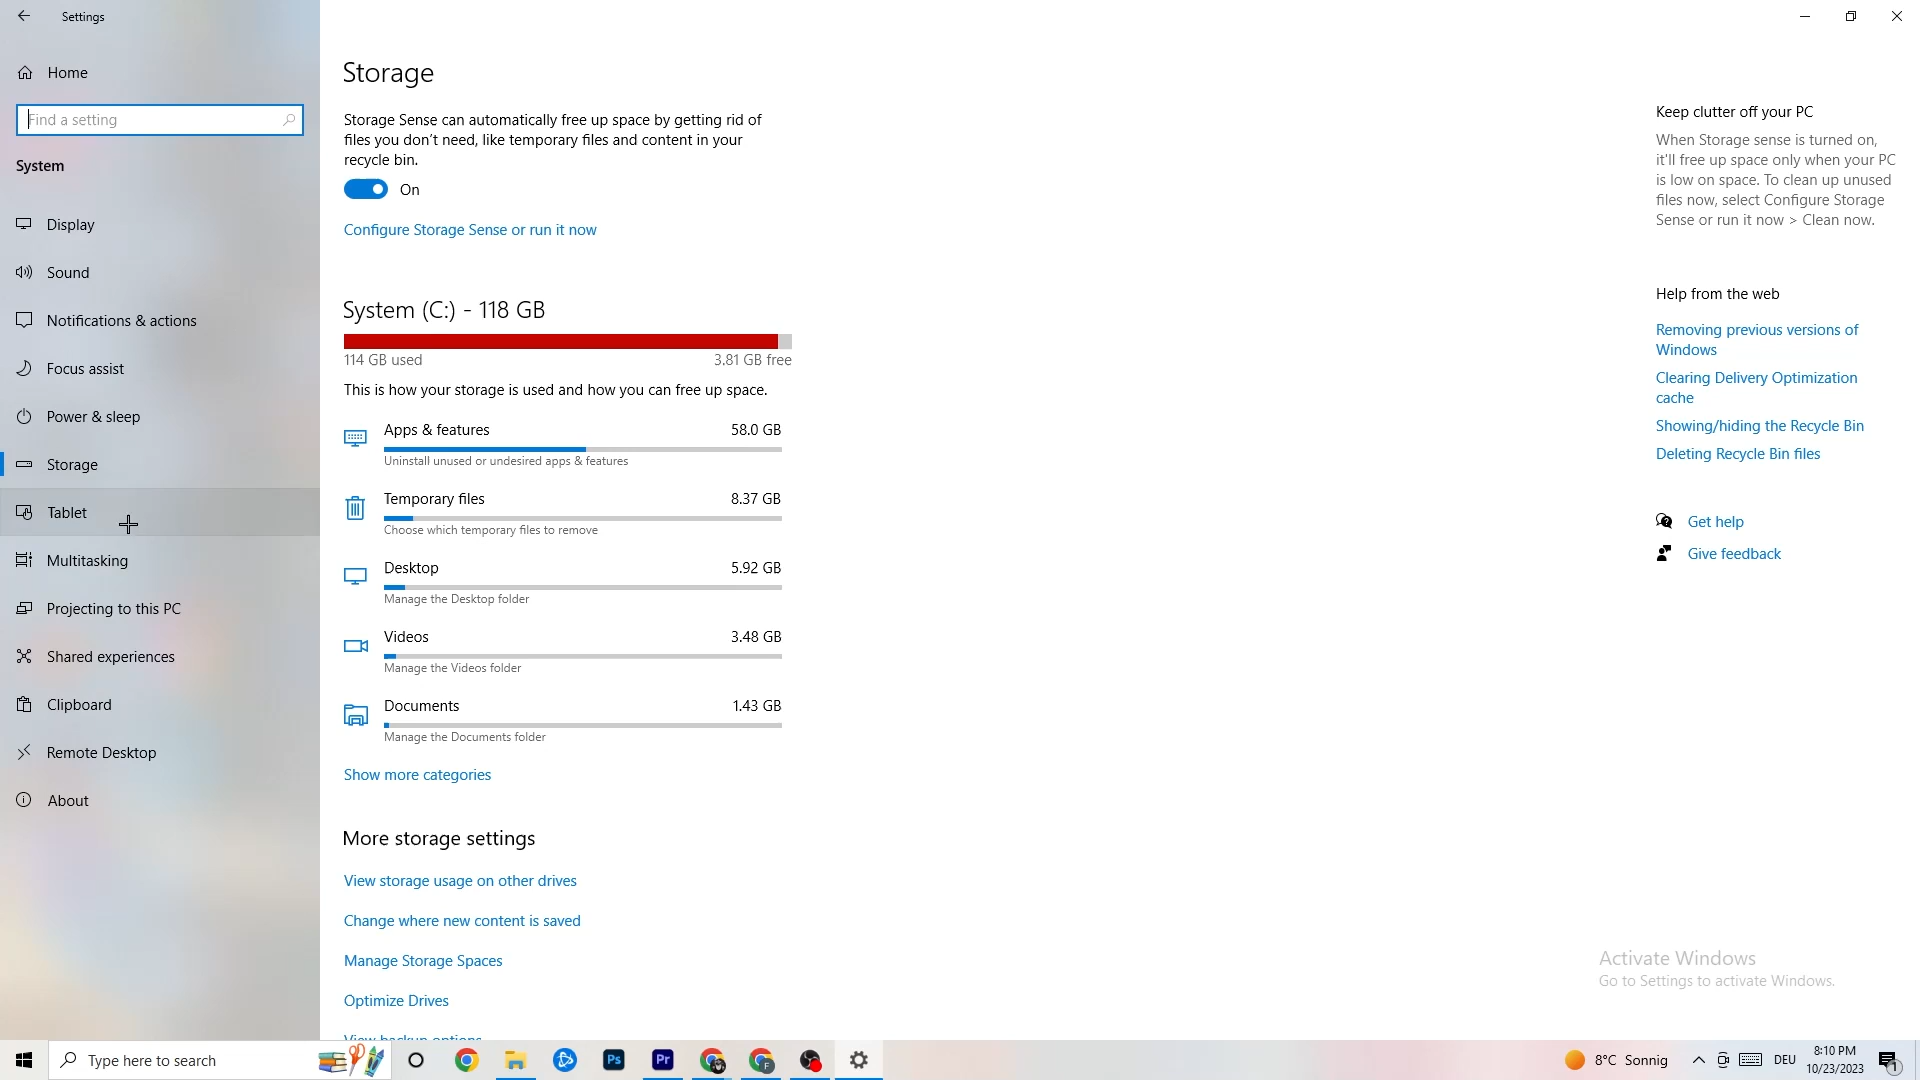 Settings
Home
Find a setting
System
Display
Sound
Notifications & actions
Focus assist
Power & sleep
Storage
Tablet
Multitasking
Projecting to this PC
Shared experiences
Clipboard
Remote Desktop
About
Storage
Storage Sense can automatically free up space by getting rid of
files you don't need, like temporary files and content in your
recycle bin.
On
Configure Storage Sense or run it now
System (C:) - 118 GB
114 GB used 3.81 GB free
This is how your storage is used and how you can free up space.
Apps & features 58.0 GB
Uninstall unused or undesired apps & features
Temporary files 8.37 GB
Choose which temporary files to remove
Desktop 5.92 GB
Manage the Desktop folder
Videos 3.48 GB
Manage the Videos folder
Documents 1.43 GB
Manage the Documents folder
Show more categories
More storage settings
View storage usage on other drives
Change where new content is saved
Manage Storage Spaces
Optimize Drives
View backup options
Keep clutter off your PC
When Storage sense is turned on,
it'll free up space only when your PC
is low on space. To clean up unused
files now, select Configure Storage
Sense or run it now > Clean now.
Help from the web
Removing previous versions of
Windows
Clearing Delivery Optimization
cache
Showing/hiding the Recycle Bin
Deleting Recycle Bin files
Get help
Give feedback
Activate Windows
Go to Settings to activate Windows.
Type here to search
Ps
Pr
F
8°C Sonnig
DEU
8:10 PM
10/23/2023
1